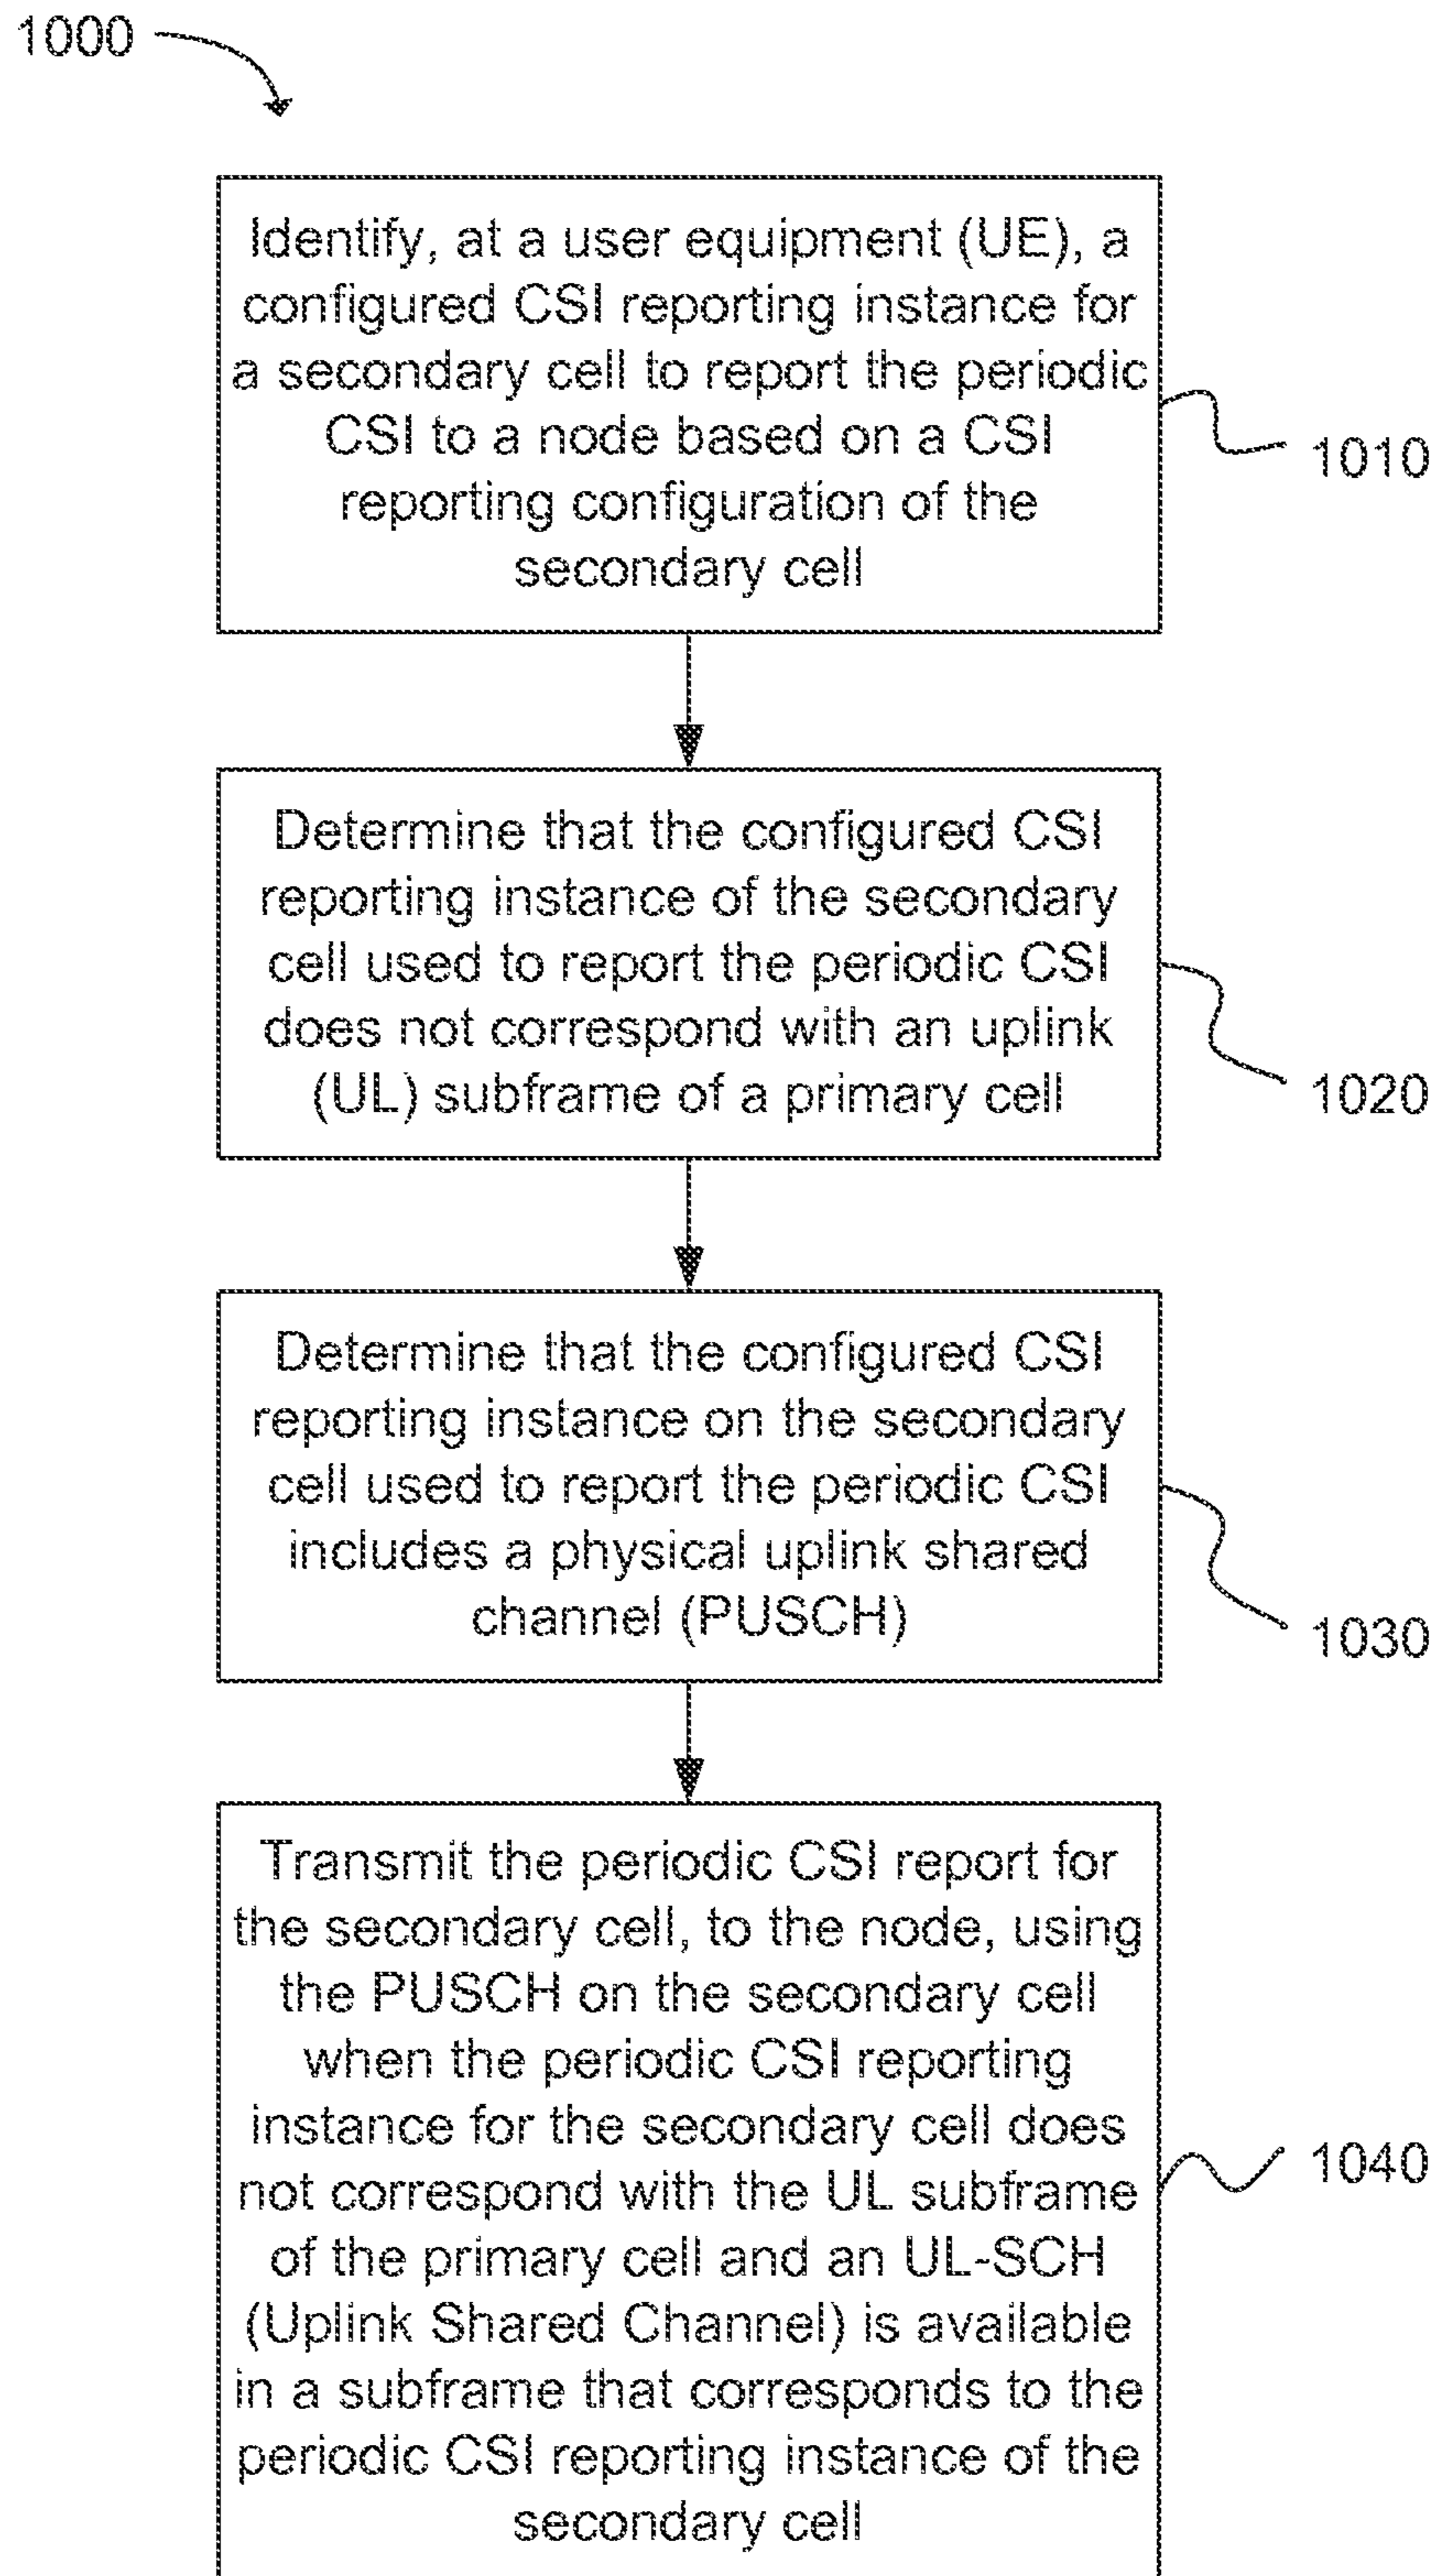 1000
Identify, at a user equipment (UE), a
configured CSI reporting instance for
a secondary cell to report the periodic
CSI to a node based on a CSI
reporting configuration of the
secondary cell
1010
Determine that the configured CSI
reporting instance of the secondary
cell used to report the periodic CSI
does not correspond with an uplink
(UL) subframe of a primary cell
1020
Determine that the configured CSI
reporting instance on the secondary
cell used to report the periodic CSI
includes a physical uplink shared
channel (PUSCH)
1030
Transmit the periodic CSI report for
the secondary cell, to the node, using
the PUSCH on the secondary cell
when the periodic CSI reporting
instance for the secondary cell does
not correspond with the UL subframe
of the primary cell and an UL-SCH
(Uplink Shared Channel) is available
in a subframe that corresponds to the
periodic CSI reporting instance of the
secondary cell
1040